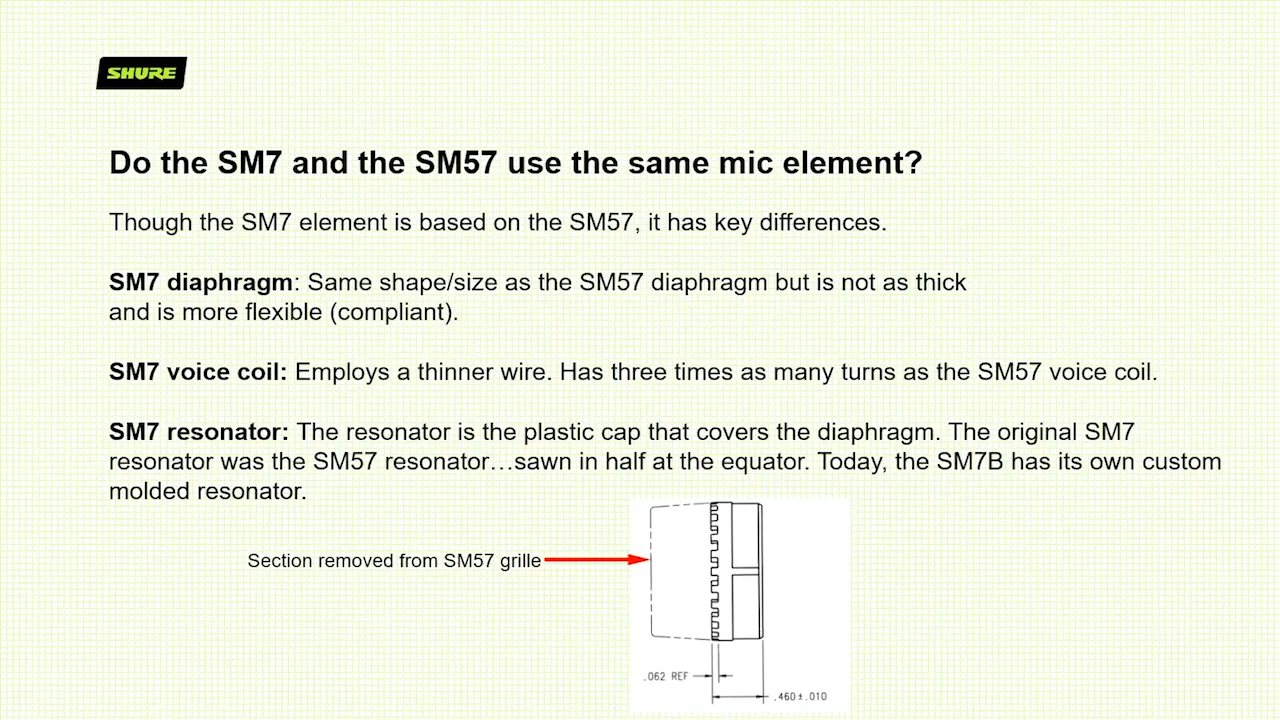 SHURE
Do the SM7 and the SM57 use the same mic element?
Though the SM7 element is based on the SM57, it has key differences.
SM7 diaphragm: Same shape/size as the SM57 diaphragm but is not as thick
and is more flexible (compliant).
SM7 voice coil: Employs a thinner wire. Has three times as many turns as the SM57 voice coil.
SM7 resonator: The resonator is the plastic cap that covers the diaphragm. The original SM7
resonator was the SM57 resonator…sawn in half at the equator. Today, the SM7B has its own custom
molded resonator.
Section removed from SM57 grille
.062 REF
.460±.010